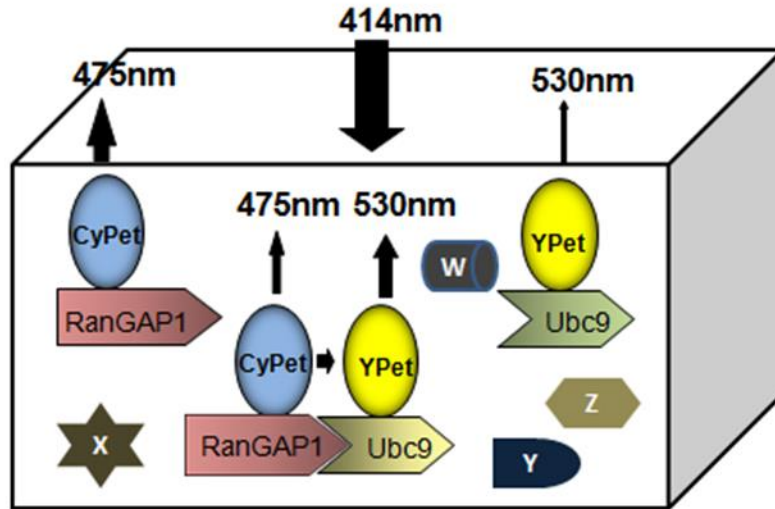 414nm
475nm
530nm
CyPet
YPet
475nm 530nm
W
RanGAP1
Ubc9
CyPet
YPet
Z
X
RanGAP1
Ubc9
Y